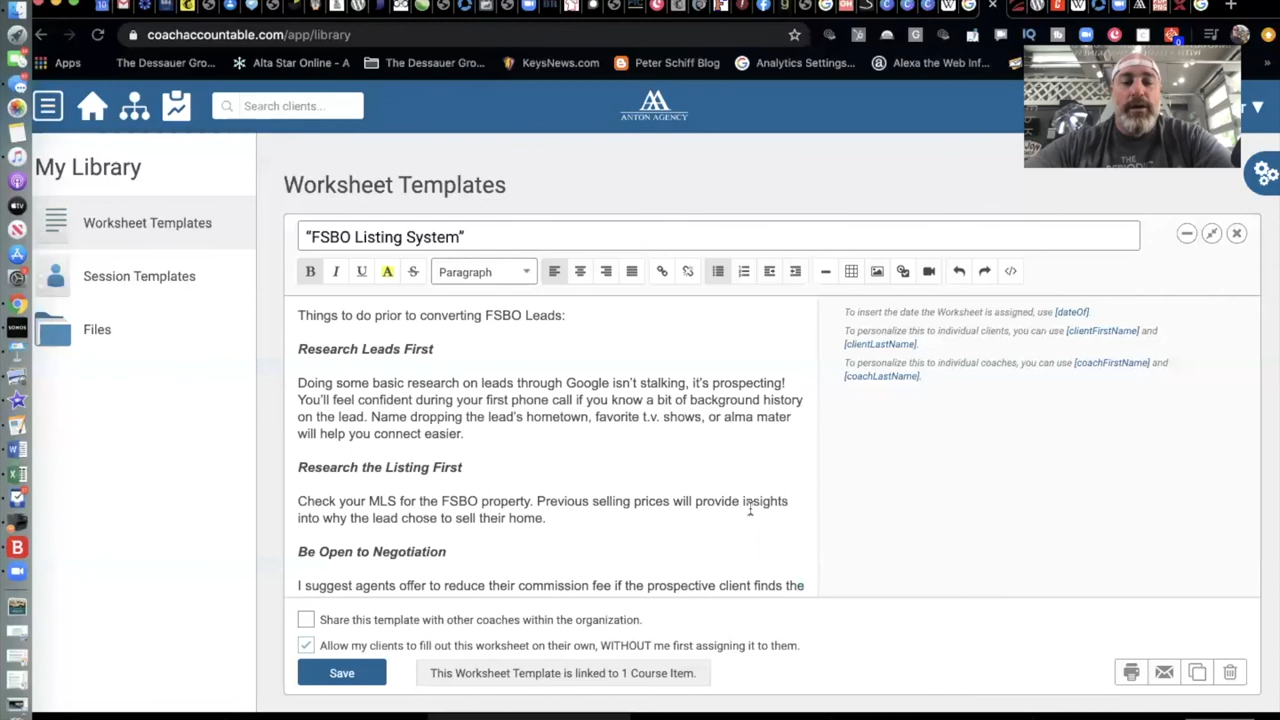 coachaccountable.com/app/library
Apps
The Dessauer Gro...
Alta Star Online - A
The Dessauer Gro...
KeysNews.com
Peter Schiff Blog
Analytics Settings...
Alexa the Web Inf...
»
Search clients...
ANTON AGENCY
r ▼
My Library
Worksheet Templates
Session Templates
Files
Worksheet Templates
“FSBO Listing System”
B I U A S
Paragraph
Things to do prior to converting FSBO Leads:
Research Leads First
Doing some basic research on leads through Google isn’t stalking, it’s prospecting!
You’ll feel confident during your first phone call if you know a bit of background history
on the lead. Name dropping the lead’s hometown, favorite t.v. shows, or alma mater
will help you connect easier.
Research the Listing First
Check your MLS for the FSBO property. Previous selling prices will provide insights
into why the lead chose to sell their home.
Be Open to Negotiation
I suggest agents offer to reduce their commission fee if the prospective client finds the
To insert the date the Worksheet is assigned, use [dateOf].
To personalize this to individual clients, you can use [clientFirstName] and
[clientLastName].
To personalize this to individual coaches, you can use [coachFirstName] and
[coachLastName].
Share this template with other coaches within the organization.
Allow my clients to fill out this worksheet on their own, WITHOUT me first assigning it to them.
Save
This Worksheet Template is linked to 1 Course Item.